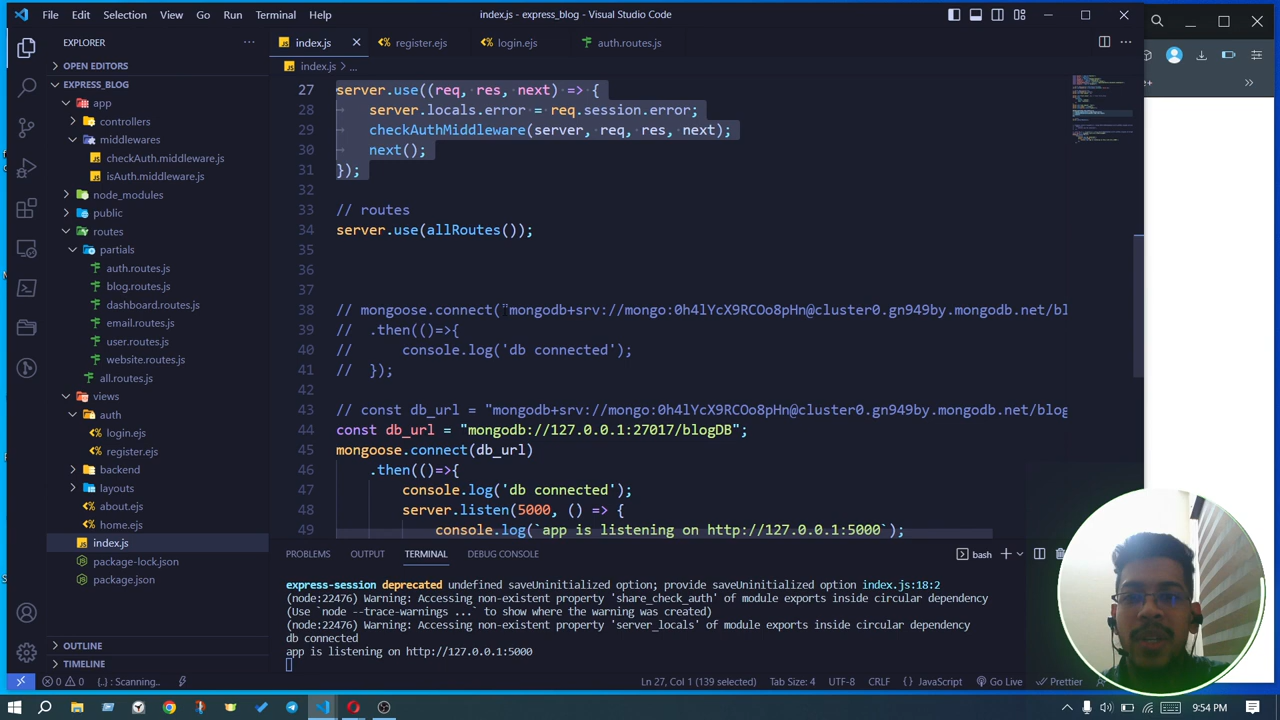 File Edit Selection View Go Run Terminal Help
index.js - express_blog - Visual Studio Code
EXPLORER
OPEN EDITORS
EXPRESS_BLOG
app
controllers
middlewares
checkAuth.middleware.js
isAuth.middleware.js
node_modules
public
routes
partials
auth.routes.js
blog.routes.js
dashboard.routes.js
email.routes.js
user.routes.js
website.routes.js
all.routes.js
views
auth
login.ejs
register.ejs
backend
layouts
about.ejs
home.ejs
index.js
package-lock.json
package.json
OUTLINE
TIMELINE
index.js register.ejs login.ejs auth.routes.js
index.js > ...
27 server.use((req, res, next) => {
28 server.locals.error = req.session.error;
29 checkAuthMiddleware(server, req, res, next);
30 next();
31 });
32
33 // routes
34 server.use(allRoutes());
35
36
37
38 // mongoose.connect("mongodb+srv://mongo:0h4lYcX9RCOo8pHn@cluster0.gn949by.mongodb.net/bl
39 // .then(()=>{
40 // console.log('db connected');
41 // });
42
43 // const db_url = "mongodb+srv://mongo:0h4lYcX9RCOo8pHn@cluster0.gn949by.mongodb.net/blog
44 const db_url = "mongodb://127.0.0.1:27017/blogDB";
45 mongoose.connect(db_url)
46 .then(()=>{
47 console.log('db connected');
48 server.listen(5000, () => {
49 console.log(`app is listening on http://127.0.0.1:5000`);
PROBLEMS OUTPUT TERMINAL DEBUG CONSOLE
bash
express-session deprecated undefined saveUninitialized option; provide saveUninitialized option index.js:18:2
(node:22476) Warning: Accessing non-existent property 'share_check_auth' of module exports inside circular dependency
(Use `node --trace-warnings ...` to show where the warning was created)
(node:22476) Warning: Accessing non-existent property 'server_locals' of module exports inside circular dependency
db connected
app is listening on http://127.0.0.1:5000
0 0 {..} : Scanning..
Ln 27, Col 1 (139 selected) Tab Size: 4 UTF-8 CRLF {} JavaScript Go Live Prettier
9:54 PM